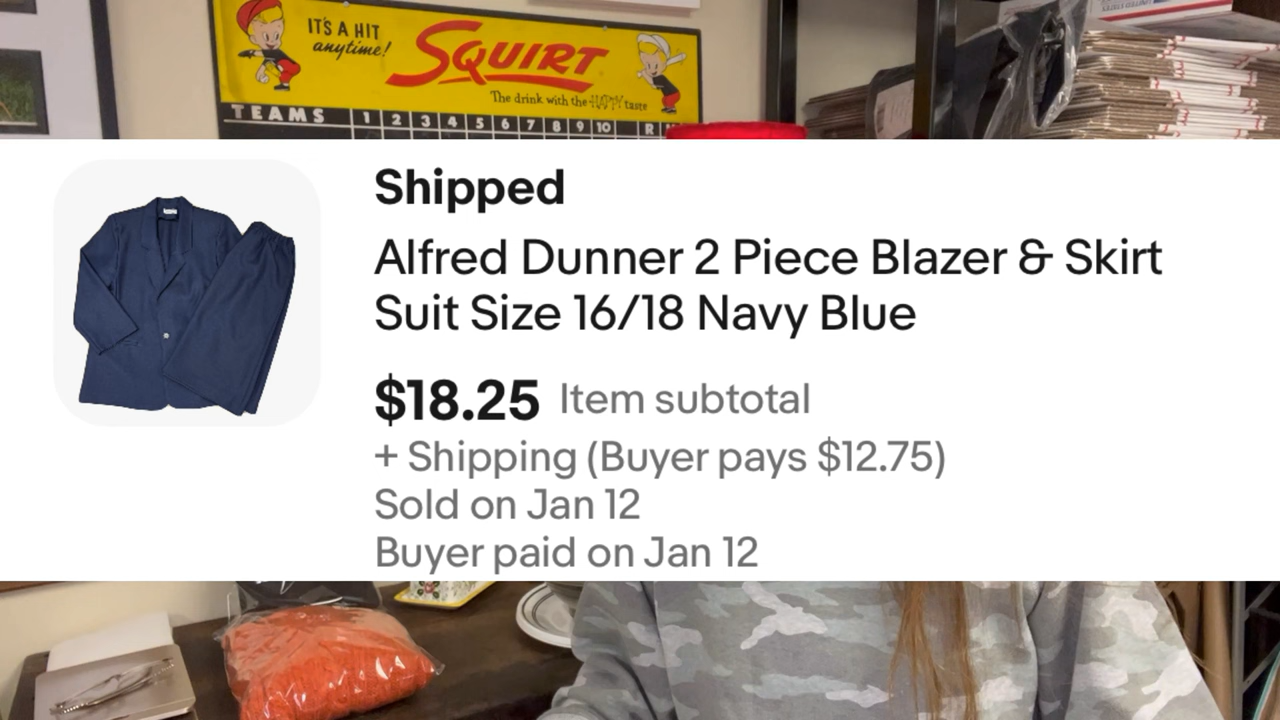 IT'S A HIT
anytime!
SQUIRT
The drink with the HAPPY taste
TEAMS 1 2 3 4 5 6 7 8 9 10 R
Shipped
Alfred Dunner 2 Piece Blazer & Skirt
Suit Size 16/18 Navy Blue
$18.25 Item subtotal
+ Shipping (Buyer pays $12.75)
Sold on Jan 12
Buyer paid on Jan 12